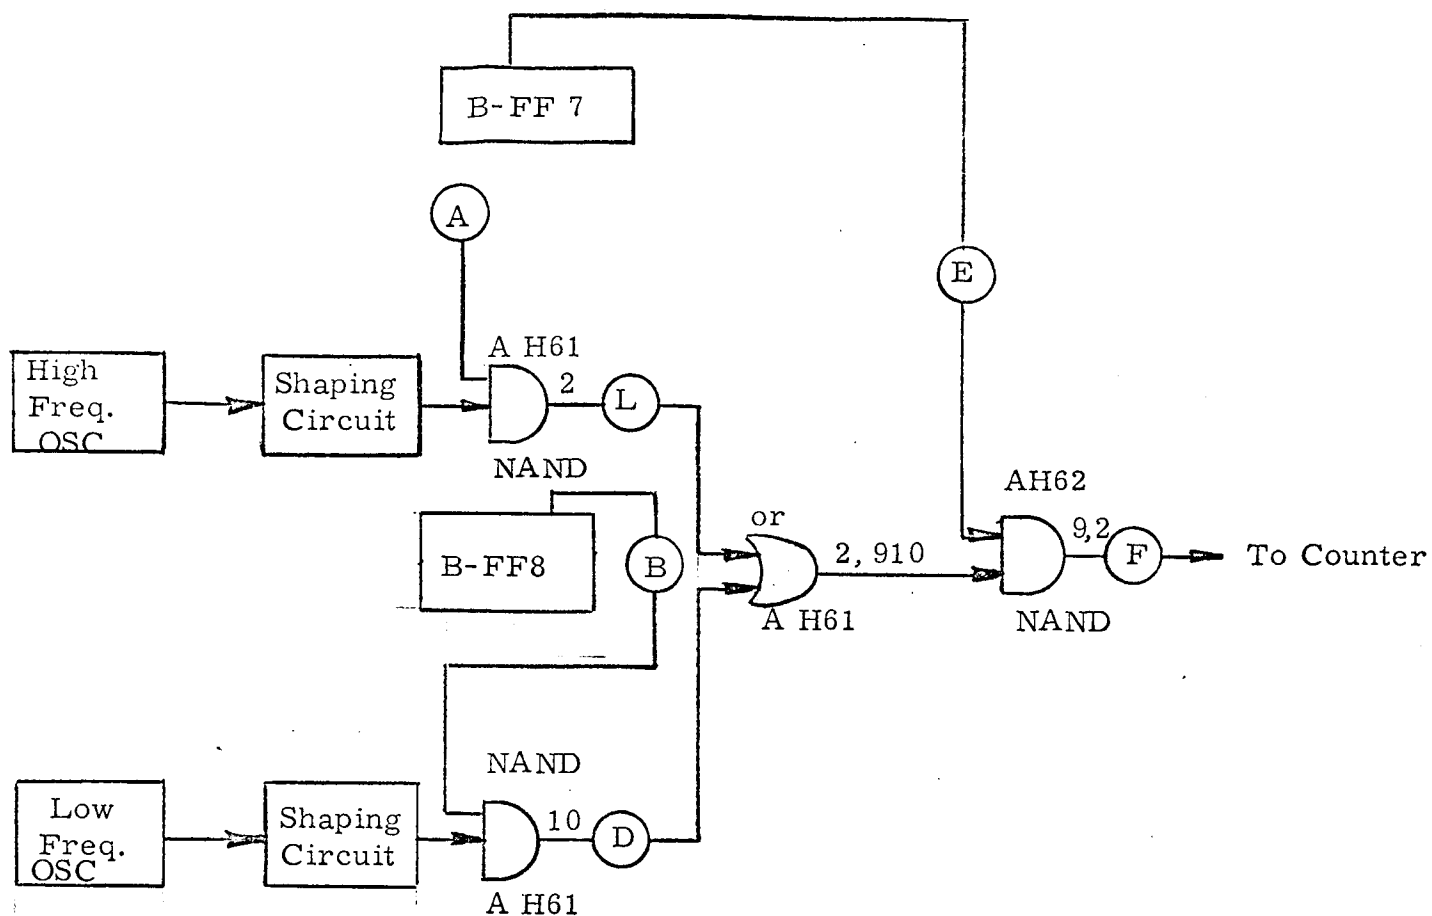 B-FF 7
A
E
A H61
High
Freq.
OSC
Shaping
Circuit
2
L
NAND
AH62
or
B-FF8
B
2, 910
9,2
F
To Counter
A H61
NAND
NAND
Low
Freq.
OSC
Shaping
Circuit
10
D
A H61